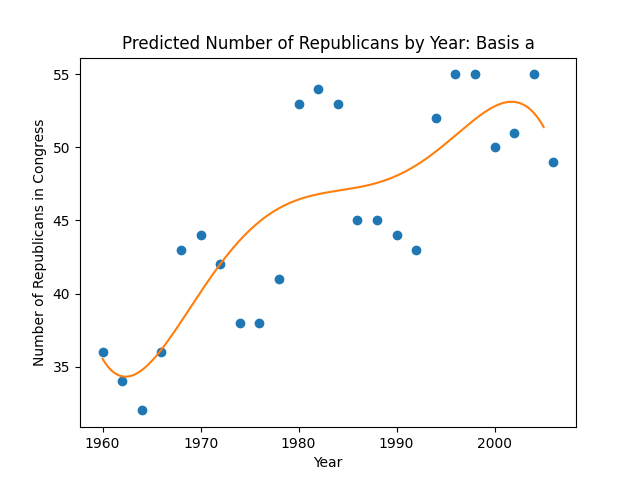 Predicted Number of Republicans by Year: Basis a
Number of Republicans in Congress
55
50
45
40
35
1960 1970 1980 1990 2000
Year